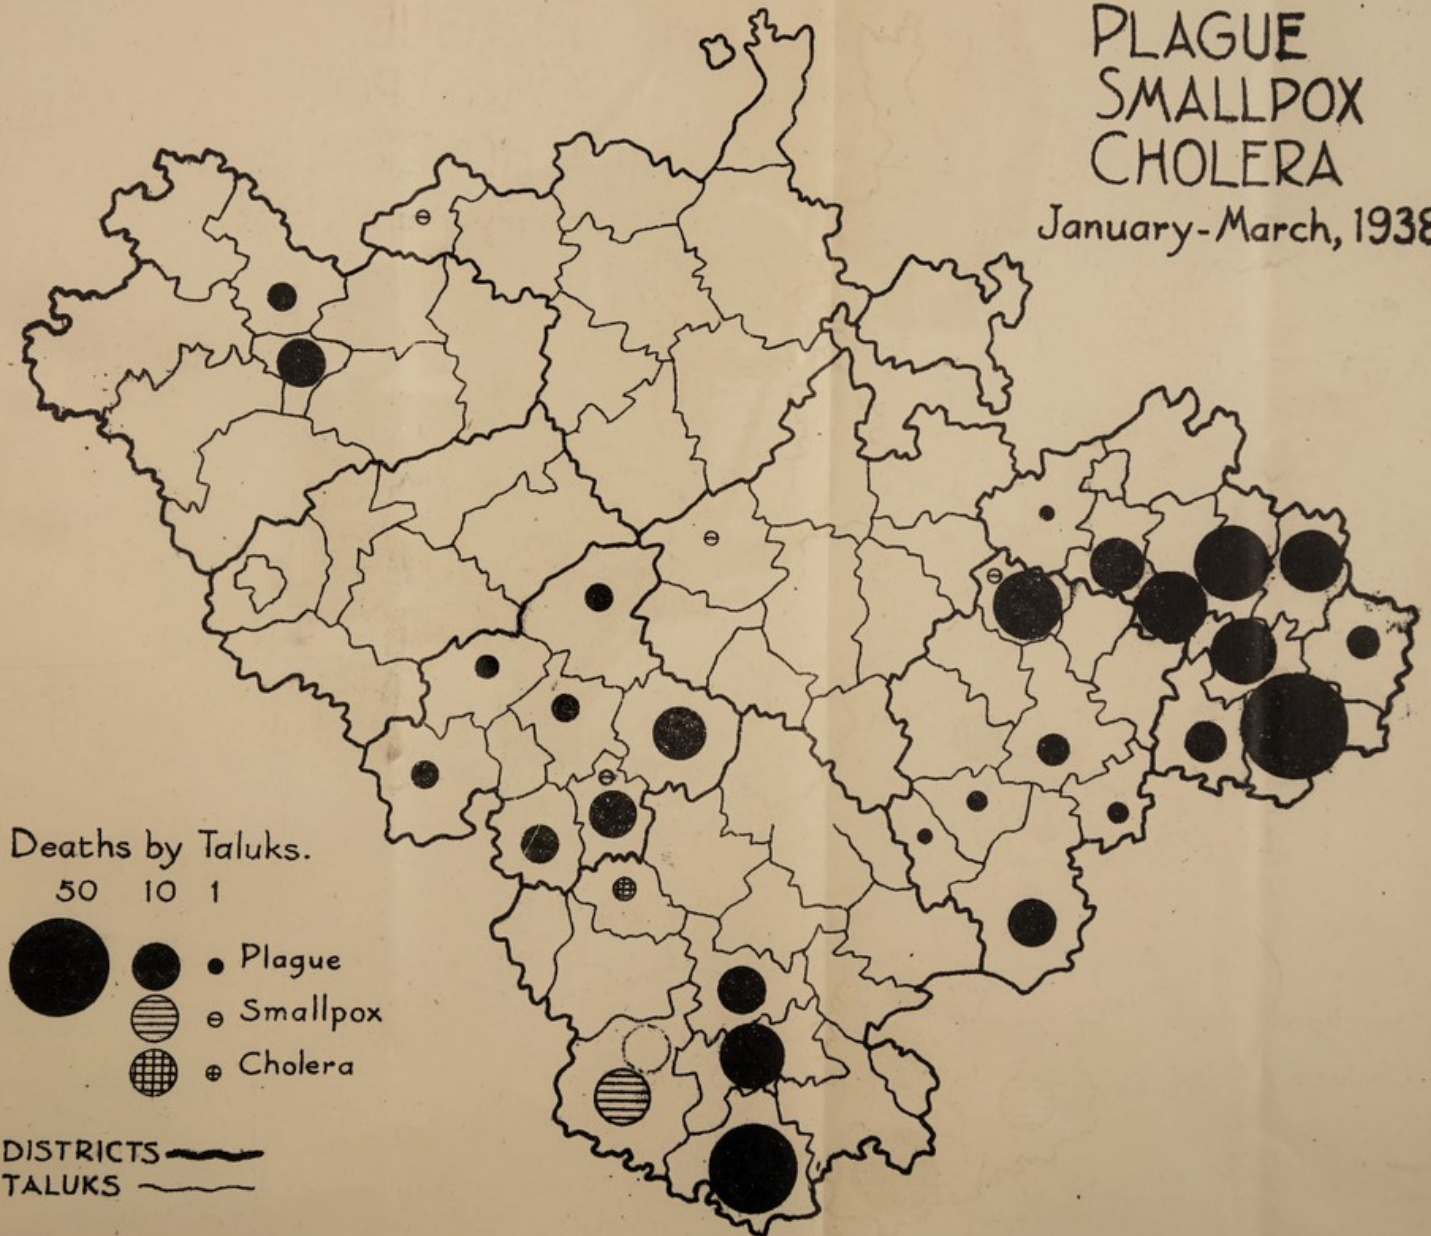 PLAGUE
SMALLPOX
CHOLERA
January-March, 1938
Deaths by Taluks.
50 10 1
Plague
Smallpox
Cholera
DISTRICTS
TALUKS